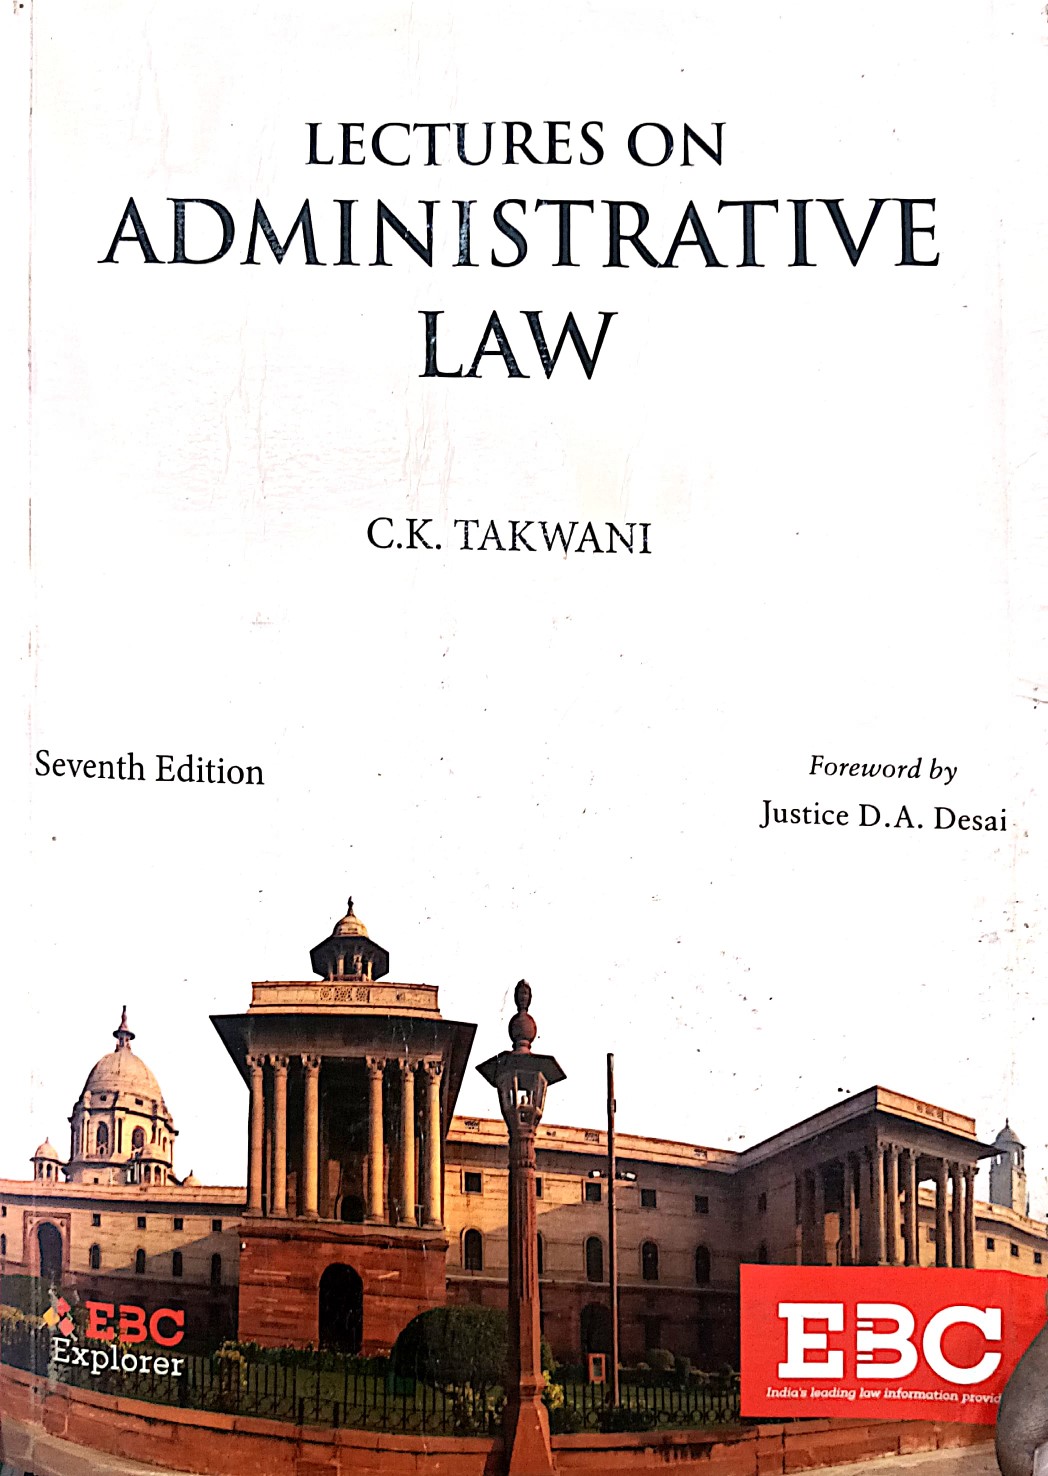 LECTURES ON
ADMINISTRATIVE
LAW
C.K. TAKWANI
Seventh Edition
Foreword by
Justice D.A. Desai
EBC
Explorer
EBC
India's leading law information